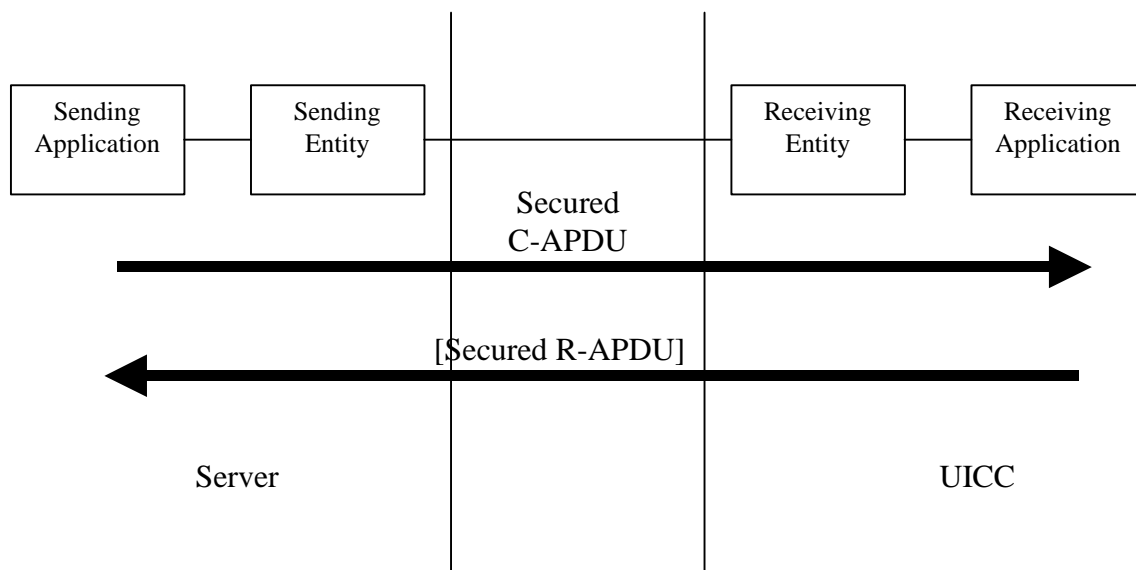 Sending
Application
Sending
Entity
Receiving
Entity
Receiving
Application
Secured
C-APDU
[Secured R-APDU]
Server
UICC